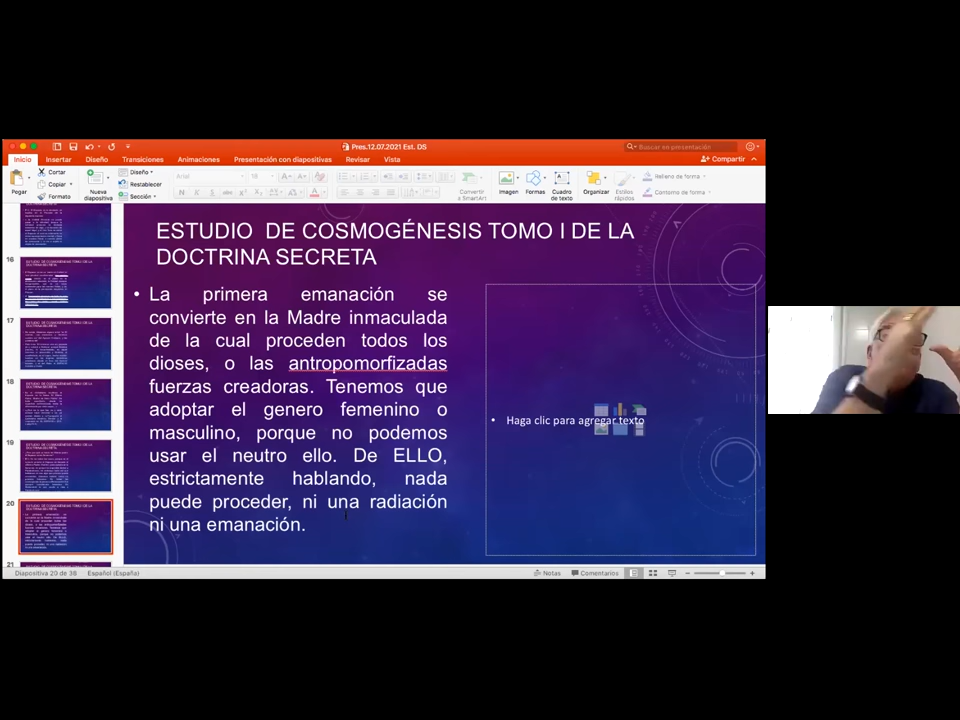 Pres.12.07.2021 Est. DS
Buscar en presentación
Inicio Insertar Diseño Transiciones Animaciones Presentación con diapositivas Revisar Vista
Compartir
Pegar
Cortar
Copiar
Formato
Nueva diapositiva
Diseño
Restablecer
Sección
Arial
Convertir a SmartArt
Imagen
Formas
Cuadro de texto
Organizar
Estilos rápidos
Relleno de forma
Contorno de forma
16
17
18
19
20
21
ESTUDIO DE COSMOGÉNESIS TOMO I DE LA
DOCTRINA SECRETA
• La primera emanación se
convierte en la Madre inmaculada
de la cual proceden todos los
dioses, o las antropomorfizadas
fuerzas creadoras. Tenemos que
adoptar el genero femenino o
masculino, porque no podemos
usar el neutro ello. De ELLO,
estrictamente hablando, nada
puede proceder, ni una radiación
ni una emanación.
• Haga clic para agregar texto
Diapositiva 20 de 38 Español (España)
Notas Comentarios